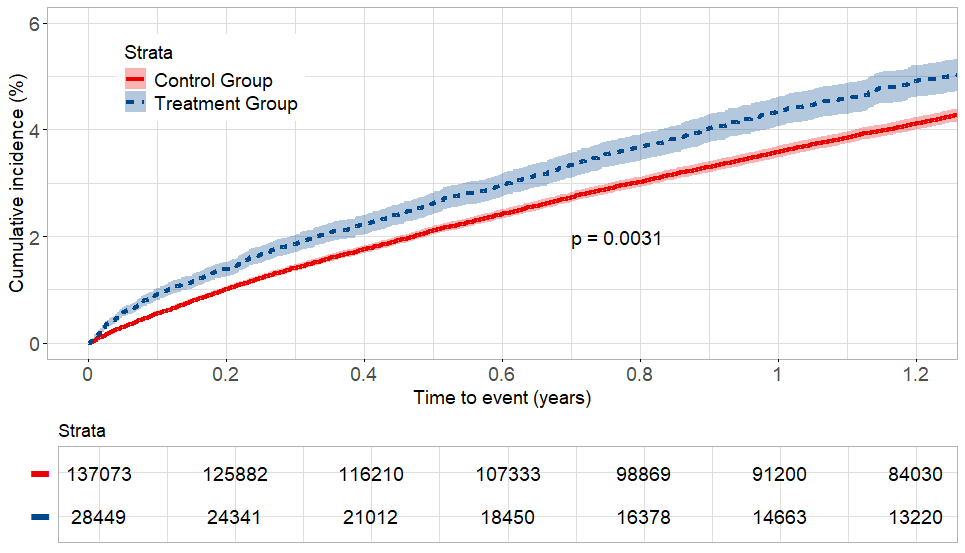 6
4
2
0
Cumulative incidence (%)
Strata
Control Group
Treatment Group
p = 0.0031
0 0.2 0.4 0.6 0.8 1 1.2
Time to event (years)
Strata
137073 125882 116210 107333 98869 91200 84030
28449 24341 21012 18450 16378 14663 13220